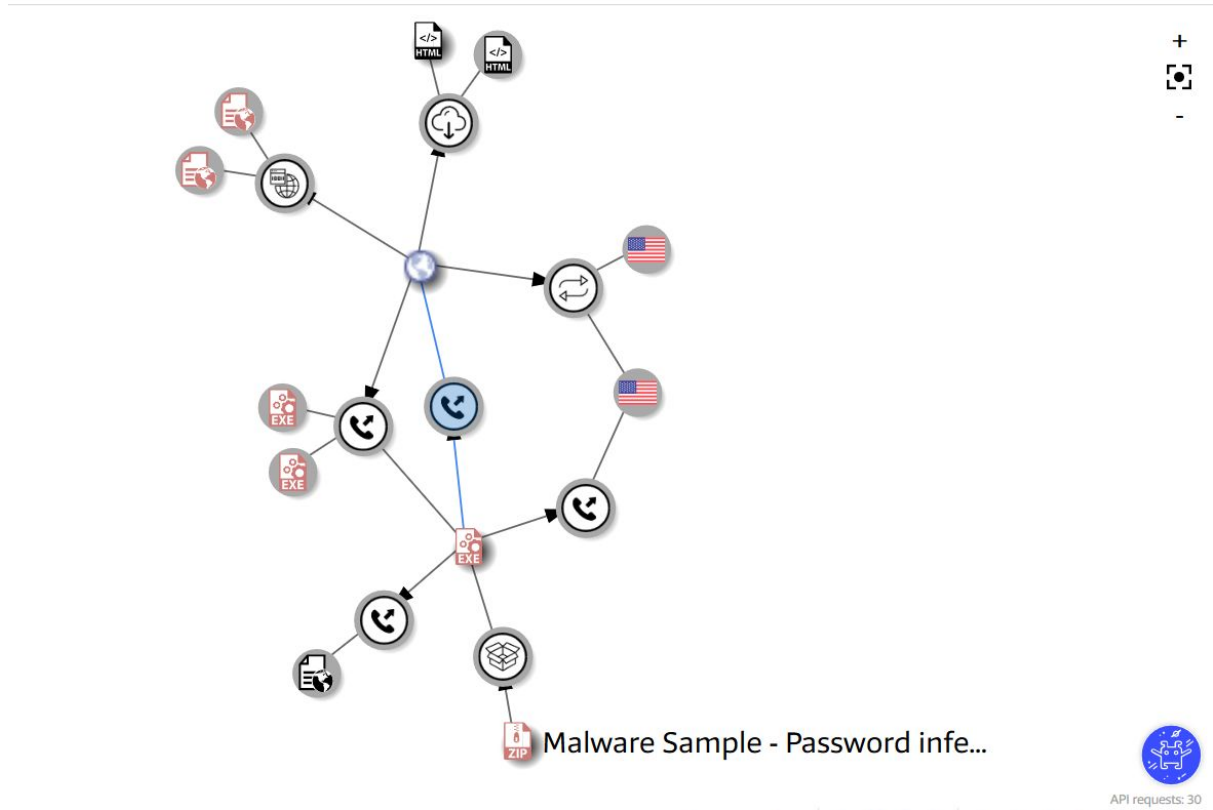 </>
HTML
</>
HTML
+
-
EXE
EXE
EXE
ZIP
Malware Sample - Password infe...
API requests: 30